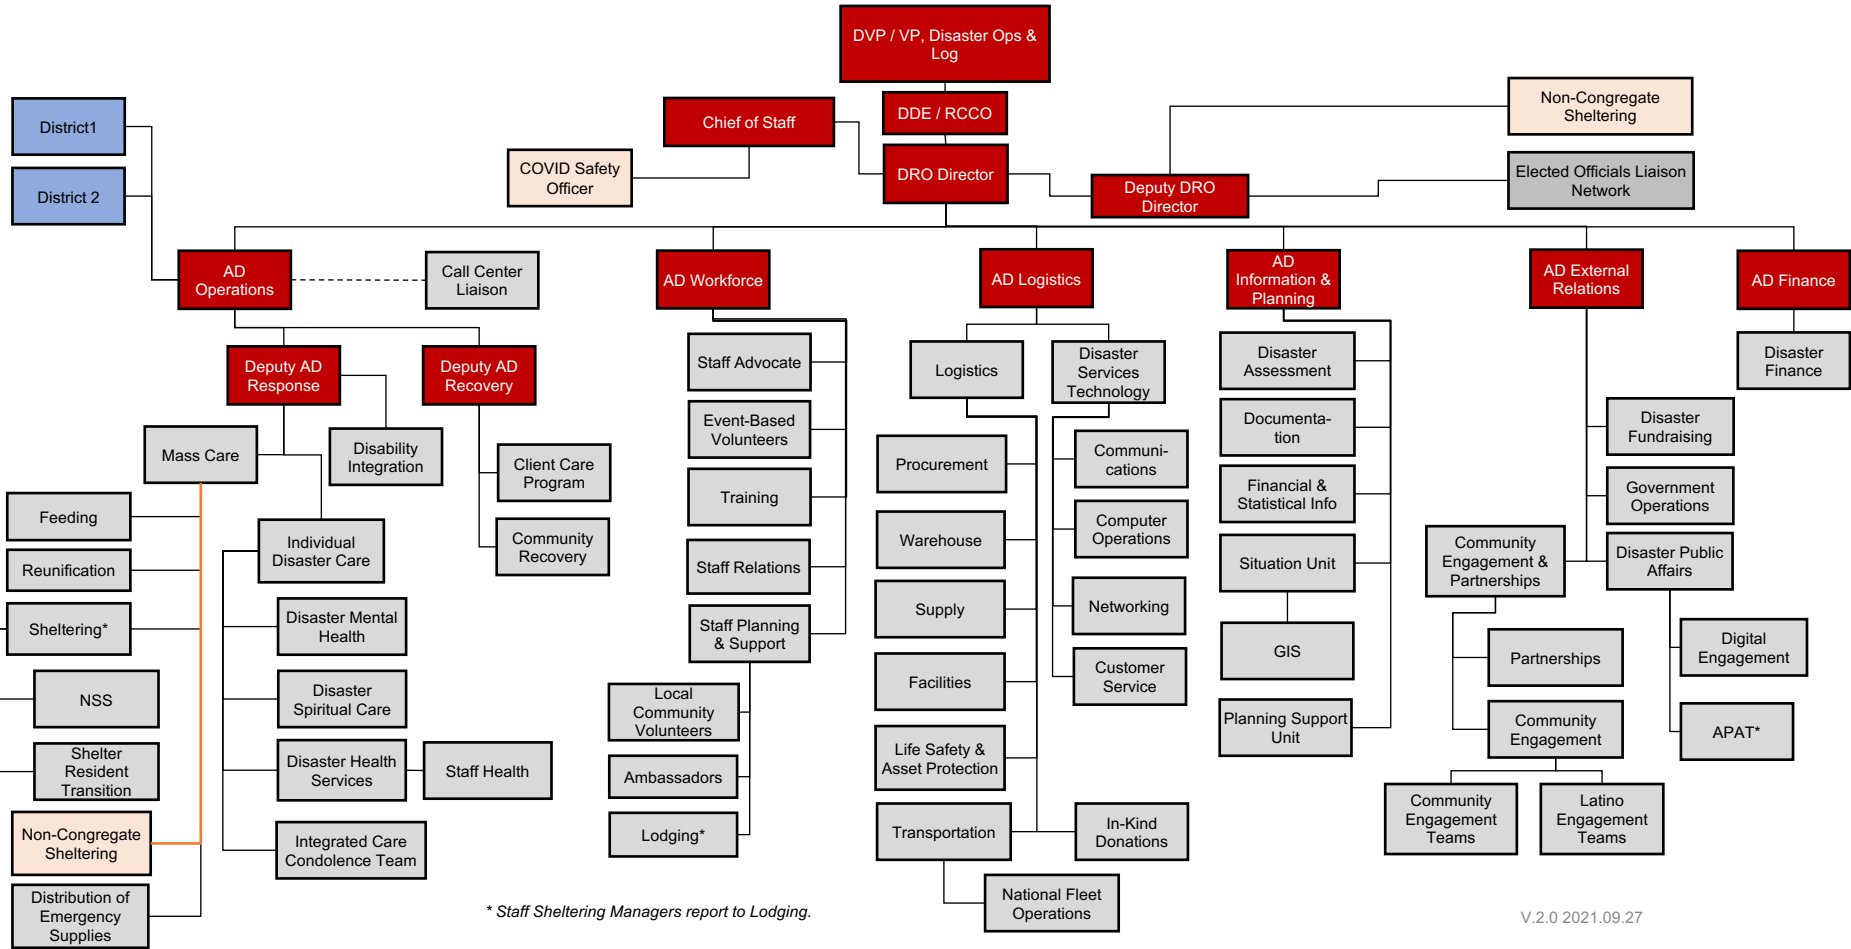 DVP / VP, Disaster Ops &
Log
DDE / RCCO
Chief of Staff
DRO Director
COVID Safety
Officer
Deputy DRO
Director
Non-Congregate
Sheltering
Elected Officials Liaison
Network
District1
District 2
AD
Operations
Call Center
Liaison
AD Workforce
AD Logistics
AD
Information &
Planning
AD External
Relations
AD Finance
Deputy AD
Response
Deputy AD
Recovery
Mass Care
Disability
Integration
Client Care
Program
Community
Recovery
Feeding
Reunification
Sheltering*
NSS
Shelter
Resident
Transition
Non-Congregate
Sheltering
Distribution of
Emergency
Supplies
Individual
Disaster Care
Disaster Mental
Health
Disaster
Spiritual Care
Disaster Health
Services
Staff Health
Integrated Care
Condolence Team
Staff Advocate
Event-Based
Volunteers
Training
Staff Relations
Staff Planning
& Support
Local
Community
Volunteers
Ambassadors
Lodging*
Logistics
Disaster
Services
Technology
Procurement
Warehouse
Supply
Facilities
Life Safety &
Asset Protection
Transportation
In-Kind
Donations
National Fleet
Operations
Communi-
cations
Computer
Operations
Networking
Customer
Service
Disaster
Assessment
Documenta-
tion
Financial &
Statistical Info
Situation Unit
GIS
Planning Support
Unit
Disaster
Fundraising
Government
Operations
Community
Engagement &
Partnerships
Disaster Public
Affairs
Partnerships
Community
Engagement
Community
Engagement
Teams
Latino
Engagement
Teams
Digital
Engagement
APAT*
Disaster
Finance
* Staff Sheltering Managers report to Lodging.
V.2.0 2021.09.27